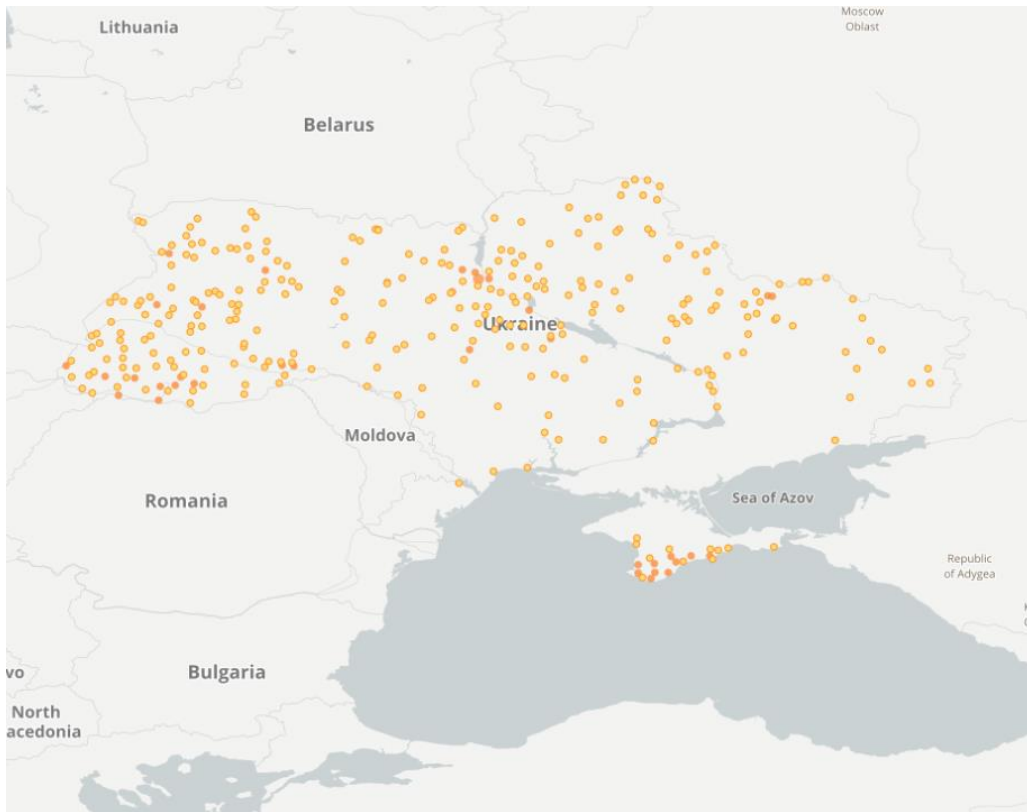 Moscow
Oblast
Lithuania
Belarus
Ukraine
Moldova
Romania
Sea of Azov
Republic
of Adygea
Bulgaria
vo
North
acedonia